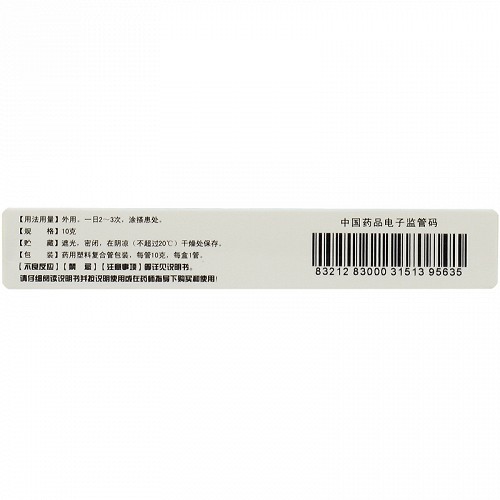 【用法用量】外用，一日2～3次，涂搽患处。
【规　　格】10克
【贮　　藏】遮光，密闭，在阴凉（不超过20℃）干燥处保存。
【包　　装】药用塑料复合管包装，每管10克，每盒1管。
【不良反应】【禁　忌】【注意事项】需详见说明书。
请仔细阅读说明书并按说明使用或在药师指导下购买和使用！
中国药品电子监管码
83212 83000 31513 95635